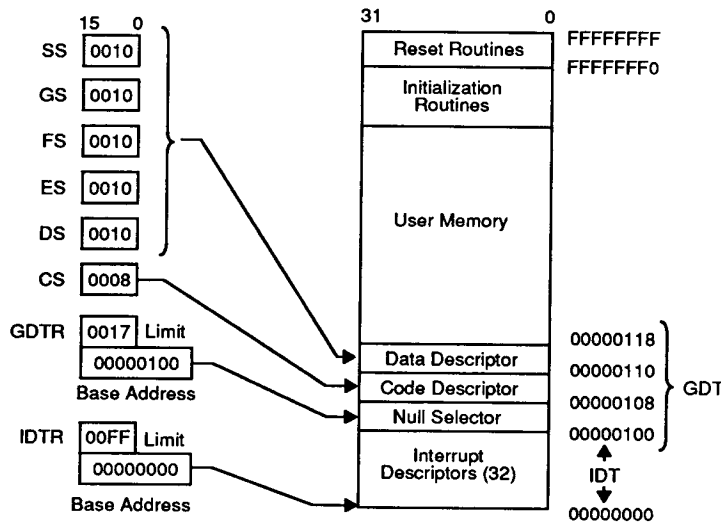 15 0
SS 0010
GS 0010
FS 0010
ES 0010
DS 0010
CS 0008
GDTR 0017 Limit
00000100
Base Address
IDTR 00FF Limit
00000000
Base Address
31 0
Reset Routines
Initialization
Routines
User Memory
Data Descriptor
Code Descriptor
Null Selector
Interrupt
Descriptors (32)
FFFFFFFF
FFFFFFF0
00000118
00000110
00000108
00000100
GDT
IDT
00000000